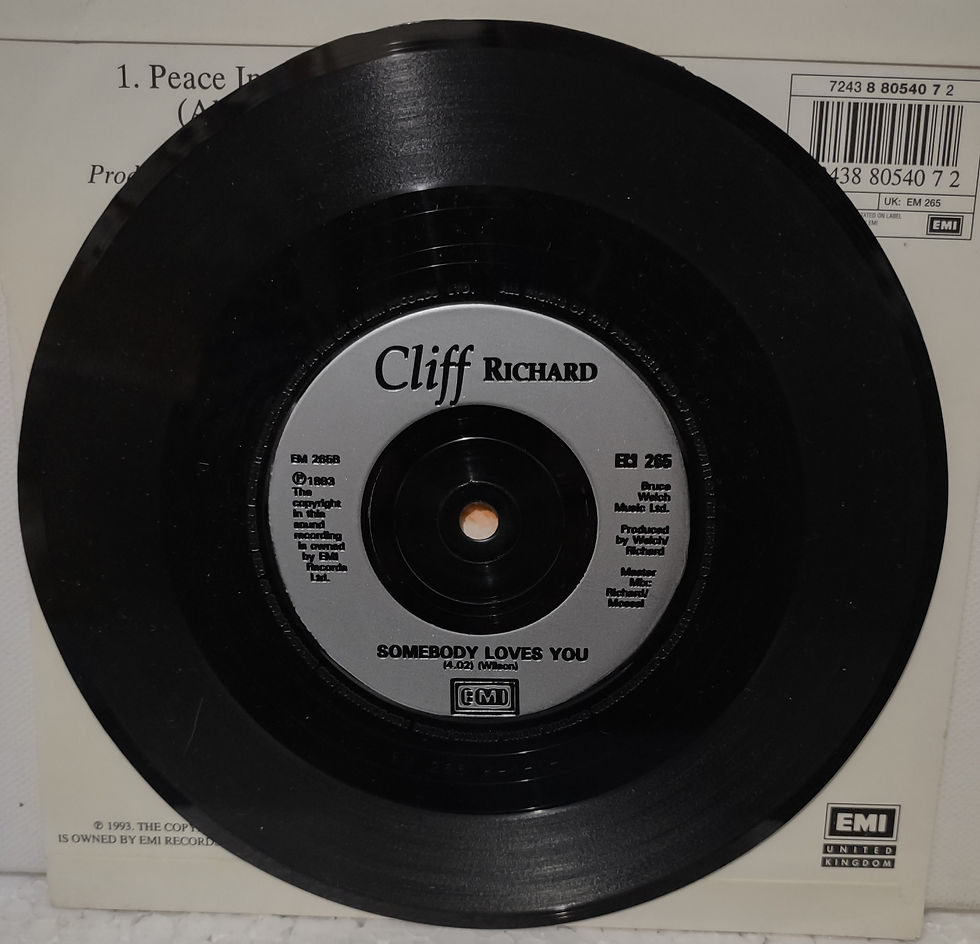 1. Peace In
Prod
7243 8 80540 7 2
438 80540 7 2
UK: EM 265
EMI
Cliff RICHARD
EM 265B
℗1993
The
copyright
in this
sound
recording
is owned
by EMI
Records
Ltd.
EM 265
Bruce
Welch
Music Ltd.
Produced
by Welch/
Richard
Master
Mix:
Richard/
SOMEBODY LOVES YOU
(4.02) (Wilson)
EMI
℗ 1993. THE COPY
IS OWNED BY EMI RECORDS
EMI
UNITED
KINGDOM